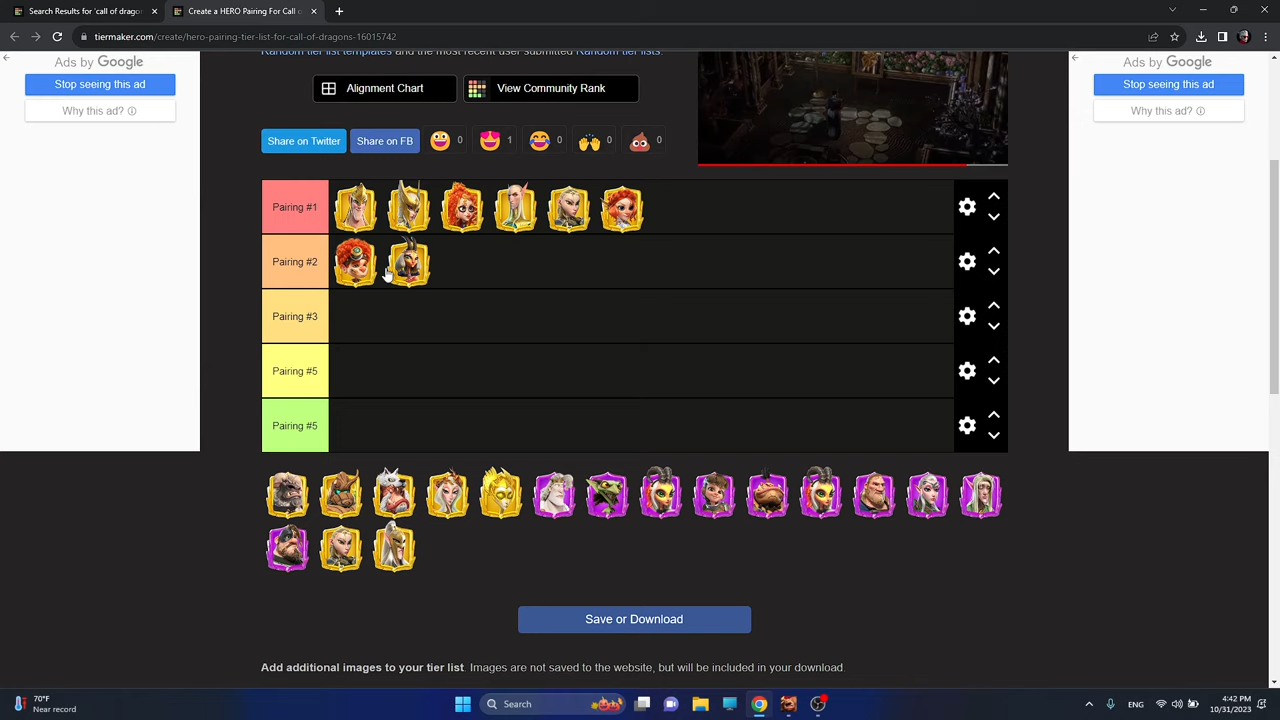 Search Results for 'call of dragon
Create a HERO Pairing For Call o
tiermaker.com/create/hero-pairing-tier-list-for-call-of-dragons-16015742
Random tier list templates and the most recent user submitted Random tier lists.
Ads by Google
Stop seeing this ad
Why this ad?
Ads by Google
Stop seeing this ad
Why this ad?
Alignment Chart
View Community Rank
Share on Twitter
Share on FB
0
1
0
0
0
Pairing #1
Pairing #2
Pairing #3
Pairing #5
Pairing #5
Save or Download
Add additional images to your tier list. Images are not saved to the website, but will be included in your download.
70°F
Near record
Search
4:42 PM
10/31/2023